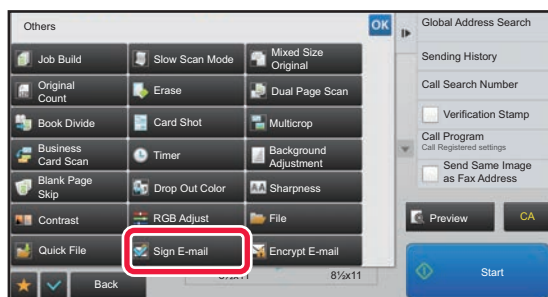 Others
OK
Job Build
Slow Scan Mode
Mixed Size
Original
Original
Count
Erase
Dual Page Scan
Book Divide
Card Shot
Multicrop
Business
Card Scan
Timer
Background
Adjustment
Blank Page
Skip
Drop Out Color
AA Sharpness
Contrast
RGB Adjust
File
Quick File
Sign E-mail
Encrypt E-mail
Back
8½x11
Global Address Search
Sending History
Call Search Number
Verification Stamp
Call Program
Call Registered settings
Send Same Image
as Fax Address
Preview
CA
Start